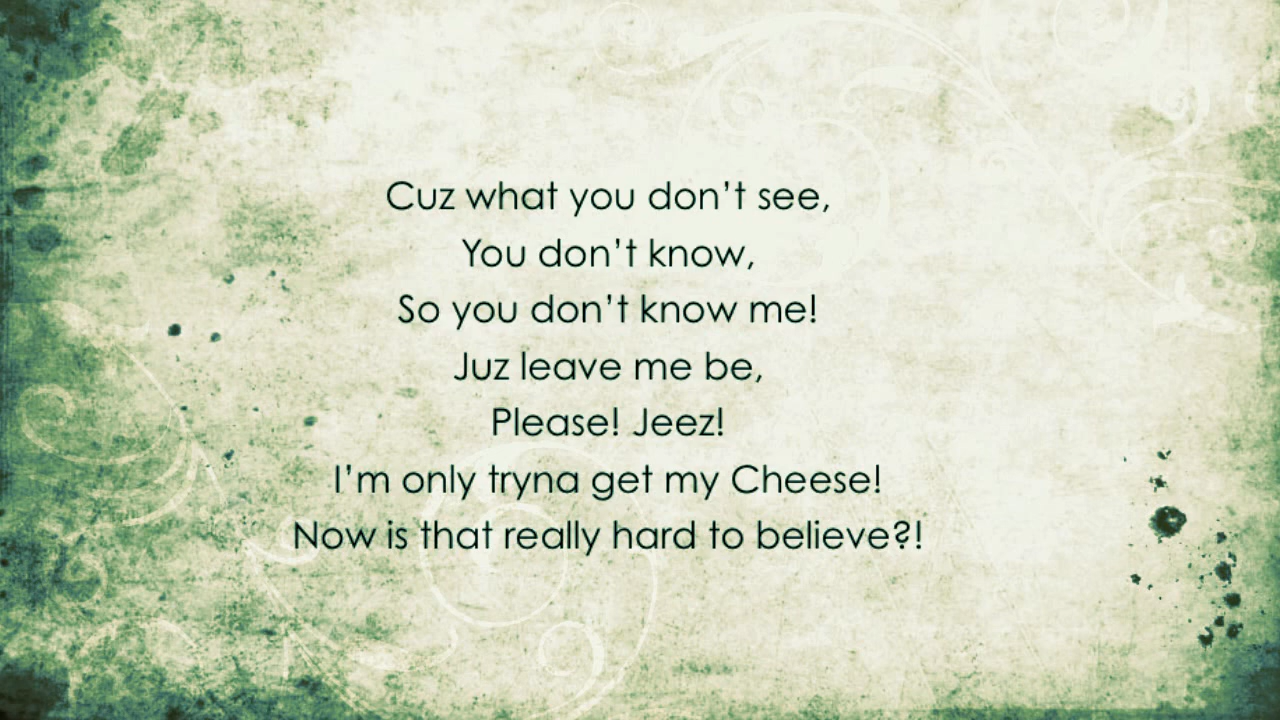 Cuz what you don’t see,
You don’t know,
So you don’t know me!
Juz leave me be,
Please! Jeez!
I’m only tryna get my Cheese!
Now is that really hard to believe?!